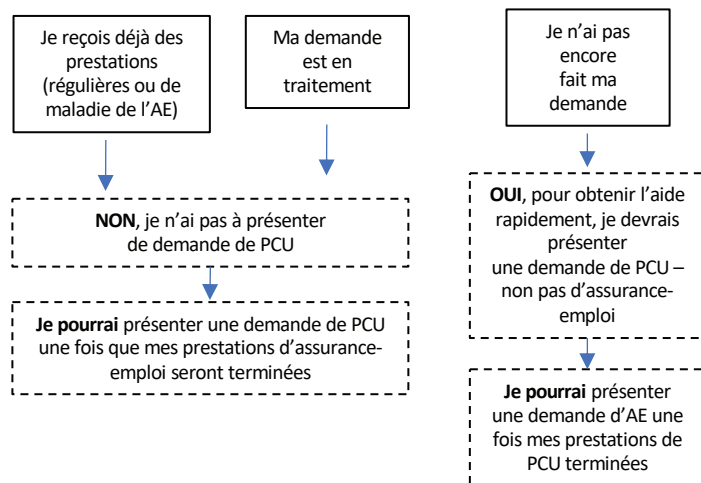 Je reçois déjà des
prestations
(régulières ou de
maladie de l’AE)
Ma demande
est en
traitement
NON, je n’ai pas à présenter
de demande de PCU
Je pourrai présenter une demande de PCU
une fois que mes prestations d’assurance-
emploi seront terminées
Je n’ai pas
encore
fait ma
demande
OUI, pour obtenir l’aide
rapidement, je devrais
présenter
une demande de PCU –
non pas d’assurance-
emploi
Je pourrai présenter
une demande d’AE une
fois mes prestations de
PCU terminées